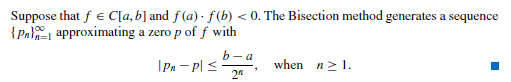 Suppose that f ∈ C[a, b] and f(a) · f(b) < 0. The Bisection method generates a sequence
{pₙ}∞ₙ₌₁ approximating a zero p of f with
|pₙ − p| ≤ (b − a)/2ⁿ, when n ≥ 1.